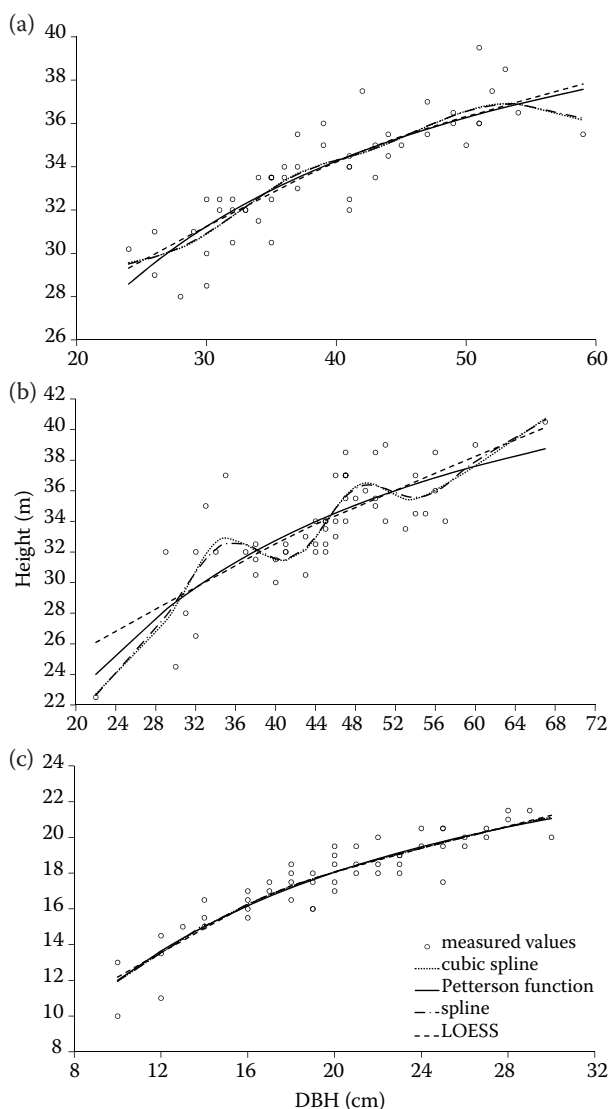 (a)
40
38
36
34
32
30
28
26
20 30 40 50 60
(b)
42
40
38
36
34
32
30
28
26
24
22
Height (m)
20 24 28 32 36 40 44 48 52 56 60 64 68 72
(c)
24
22
20
18
16
14
12
10
8
measured values
cubic spline
Petterson function
spline
LOESS
8 12 16 20 24 28 32
DBH (cm)